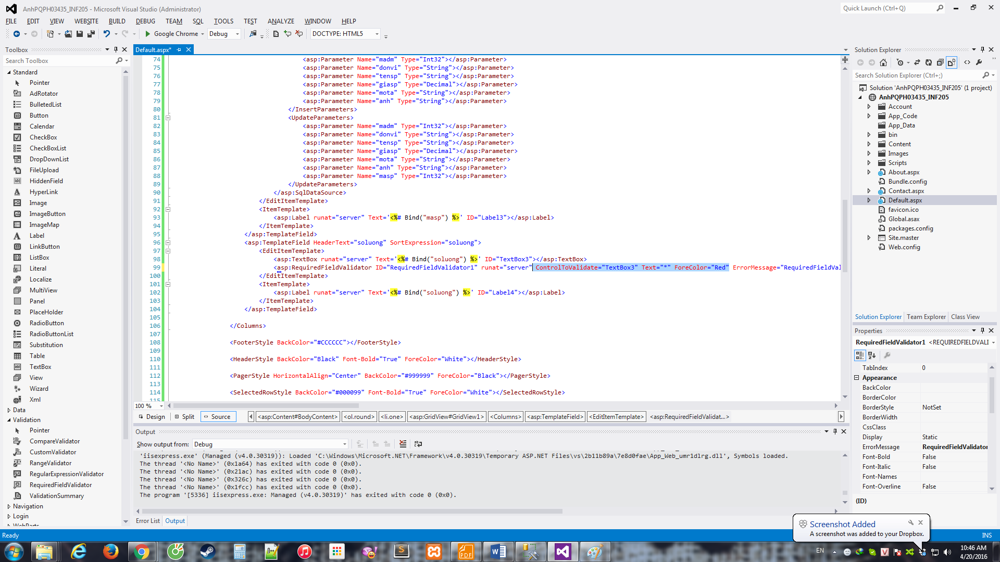 AnhPQPH03435_INF205 - Microsoft Visual Studio (Administrator)
Quick Launch (Ctrl+Q)
FILE EDIT VIEW WEBSITE BUILD DEBUG TEAM SQL TOOLS TEST ANALYZE WINDOW HELP
Google Chrome Debug DOCTYPE: HTML5
Toolbox
Search Toolbox
Standard
Pointer
AdRotator
BulletedList
Button
Calendar
CheckBox
CheckBoxList
DropDownList
FileUpload
HiddenField
HyperLink
Image
ImageButton
ImageMap
Label
LinkButton
ListBox
Literal
Localize
MultiView
Panel
PlaceHolder
RadioButton
RadioButtonList
Substitution
Table
TextBox
View
Wizard
Xml
Data
Validation
Pointer
CompareValidator
CustomValidator
RangeValidator
RegularExpressionValidator
RequiredFieldValidator
ValidationSummary
Navigation
Login
WebParts
Default.aspx*
74 <asp:Parameter Name="madm" Type="Int32"></asp:Parameter>
75 <asp:Parameter Name="donvi" Type="String"></asp:Parameter>
76 <asp:Parameter Name="tensp" Type="String"></asp:Parameter>
77 <asp:Parameter Name="giasp" Type="Decimal"></asp:Parameter>
78 <asp:Parameter Name="mota" Type="String"></asp:Parameter>
79 <asp:Parameter Name="anh" Type="String"></asp:Parameter>
80 </InsertParameters>
81 <UpdateParameters>
82 <asp:Parameter Name="madm" Type="Int32"></asp:Parameter>
83 <asp:Parameter Name="donvi" Type="String"></asp:Parameter>
84 <asp:Parameter Name="tensp" Type="String"></asp:Parameter>
85 <asp:Parameter Name="giasp" Type="Decimal"></asp:Parameter>
86 <asp:Parameter Name="mota" Type="String"></asp:Parameter>
87 <asp:Parameter Name="anh" Type="String"></asp:Parameter>
88 <asp:Parameter Name="masp" Type="Int32"></asp:Parameter>
89 </UpdateParameters>
90 </asp:SqlDataSource>
91 </EditItemTemplate>
92 <ItemTemplate>
93 <asp:Label runat="server" Text='<%# Bind("masp") %>' ID="Label3"></asp:Label>
94 </ItemTemplate>
95 </asp:TemplateField>
96 <asp:TemplateField HeaderText="soluong" SortExpression="soluong">
97 <EditItemTemplate>
98 <asp:TextBox runat="server" Text='<%# Bind("soluong") %>' ID="TextBox3"></asp:TextBox>
99 <asp:RequiredFieldValidator ID="RequiredFieldValidator1" runat="server" ControlToValidate="TextBox3" Text="*" ForeColor="Red" ErrorMessage="RequiredFieldVal
100 </EditItemTemplate>
101 <ItemTemplate>
102 <asp:Label runat="server" Text='<%# Bind("soluong") %>' ID="Label4"></asp:Label>
103 </ItemTemplate>
104 </asp:TemplateField>
105
106 </Columns>
107
108 <FooterStyle BackColor="#CCCCCC"></FooterStyle>
109
110 <HeaderStyle BackColor="Black" Font-Bold="True" ForeColor="White"></HeaderStyle>
111
112 <PagerStyle HorizontalAlign="Center" BackColor="#999999" ForeColor="Black"></PagerStyle>
113
114 <SelectedRowStyle BackColor="#000099" Font-Bold="True" ForeColor="White"></SelectedRowStyle>
115
100 %
Design Split Source <asp:Content#BodyContent> <ol.round> <li.one> <asp:GridView#GridView1> <Columns> <asp:TemplateField> <EditItemTemplate> <asp:RequiredFieldValidat...>
Output
Show output from: Debug
'iisexpress.exe' (Managed (v4.0.30319)): Loaded 'C:\Windows\Microsoft.NET\Framework\v4.0.30319\Temporary ASP.NET Files\vs\2b11b89a\7e8d0fae\App_Web_umr1dlrg.dll', Symbols loaded.
The thread '<No Name>' (0x1a64) has exited with code 0 (0x0).
The thread '<No Name>' (0x21ac) has exited with code 0 (0x0).
The thread '<No Name>' (0x326c) has exited with code 0 (0x0).
The thread '<No Name>' (0x1fcc) has exited with code 0 (0x0).
The program '[5336] iisexpress.exe: Managed (v4.0.30319)' has exited with code 0 (0x0).
Error List Output
Solution Explorer
Search Solution Explorer (Ctrl+;)
Solution 'AnhPQPH03435_INF205' (1 project)
AnhPQPH03435_INF205
Account
App_Code
App_Data
bin
Content
Images
Scripts
About.aspx
Bundle.config
Contact.aspx
Default.aspx
favicon.ico
Global.asax
packages.config
Site.master
Web.config
Solution Explorer Team Explorer Class View
Properties
RequiredFieldValidator1 <REQUIREDFIELDVALI
TabIndex 0
Appearance
BackColor
BorderColor
BorderStyle NotSet
BorderWidth
CssClass
Display Static
ErrorMessage RequiredFieldValidator
Font-Bold False
Font-Italic False
Font-Names
Font-Overline False
(ID)
Screenshot Added
A screenshot was added to your Dropbox.
Ready
INS
PDF
EN
10:46 AM
4/20/2016